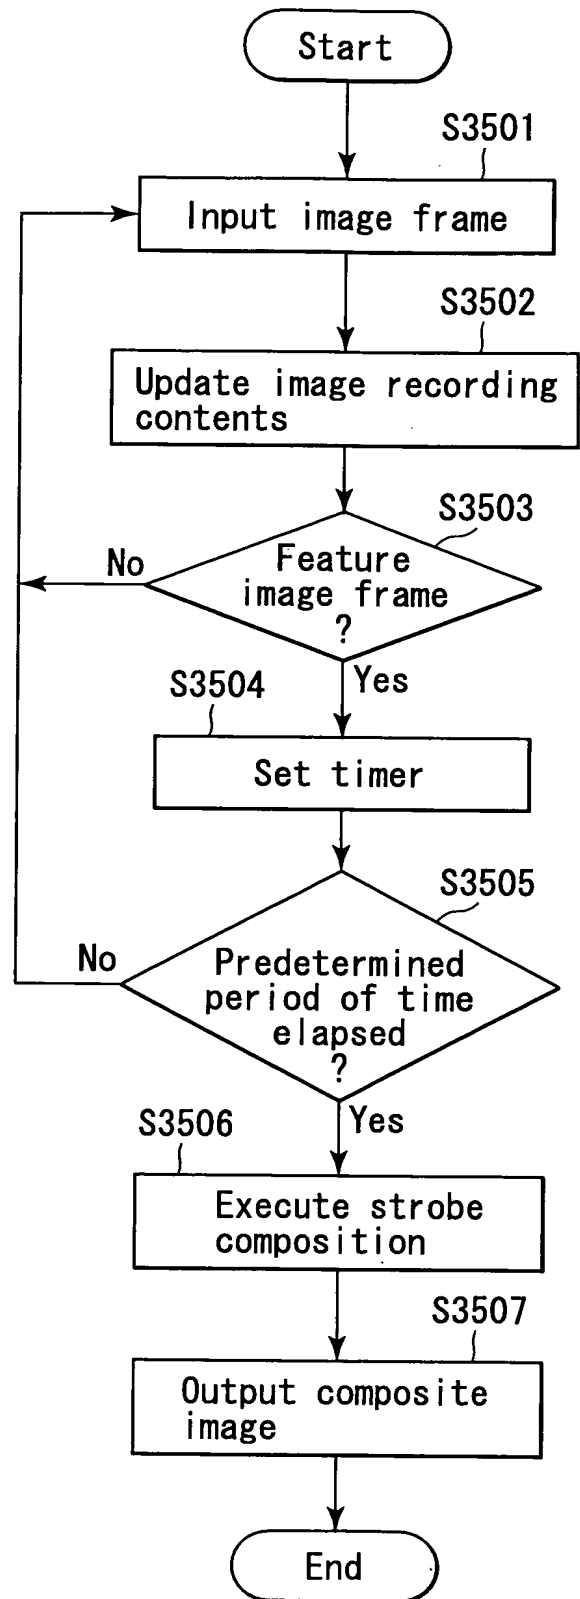 Start
S3501
Input image frame
S3502
Update image recording
contents
S3503
Feature
image frame
?
No
Yes
S3504
Set timer
S3505
Predetermined
period of time
elapsed
?
No
Yes
S3506
Execute strobe
composition
S3507
Output composite
image
End